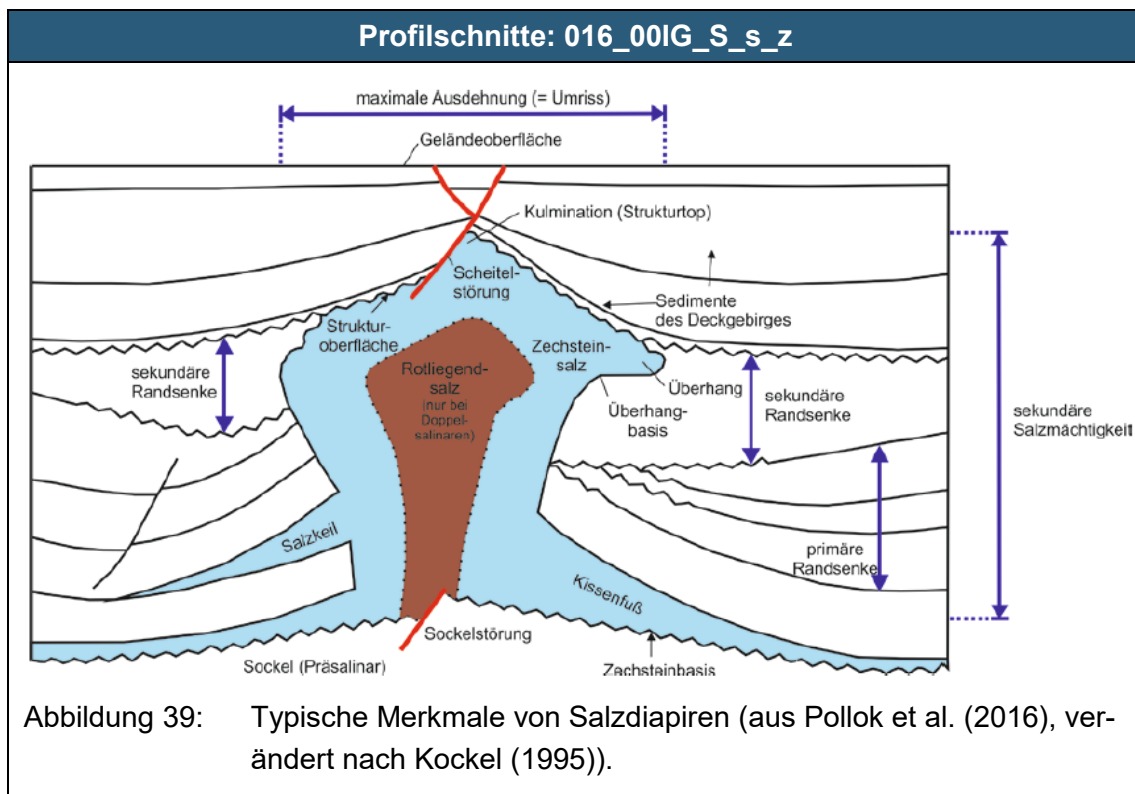 Profilschnitte: 016_00IG_S_s_z
maximale Ausdehnung (= Umriss)
Geländeoberfläche
Kulmination (Strukturtop)
Scheitel-
störung
Sedimente
des Deckgebirges
Struktur-
oberfläche
Zechstein-
salz
sekundäre
Randsenke
Rotliegend-
salz
(nur bei
Doppel-
salinaren)
Überhang
Überhang-
basis
sekundäre
Randsenke
sekundäre
Salzmächtigkeit
Salzkeil
primäre
Randsenke
Kissenfuß
Sockelstörung
Sockel (Präsalinar)
Zechsteinbasis
Abbildung 39: Typische Merkmale von Salzdiapiren (aus Pollok et al. (2016), ver-
ändert nach Kockel (1995)).